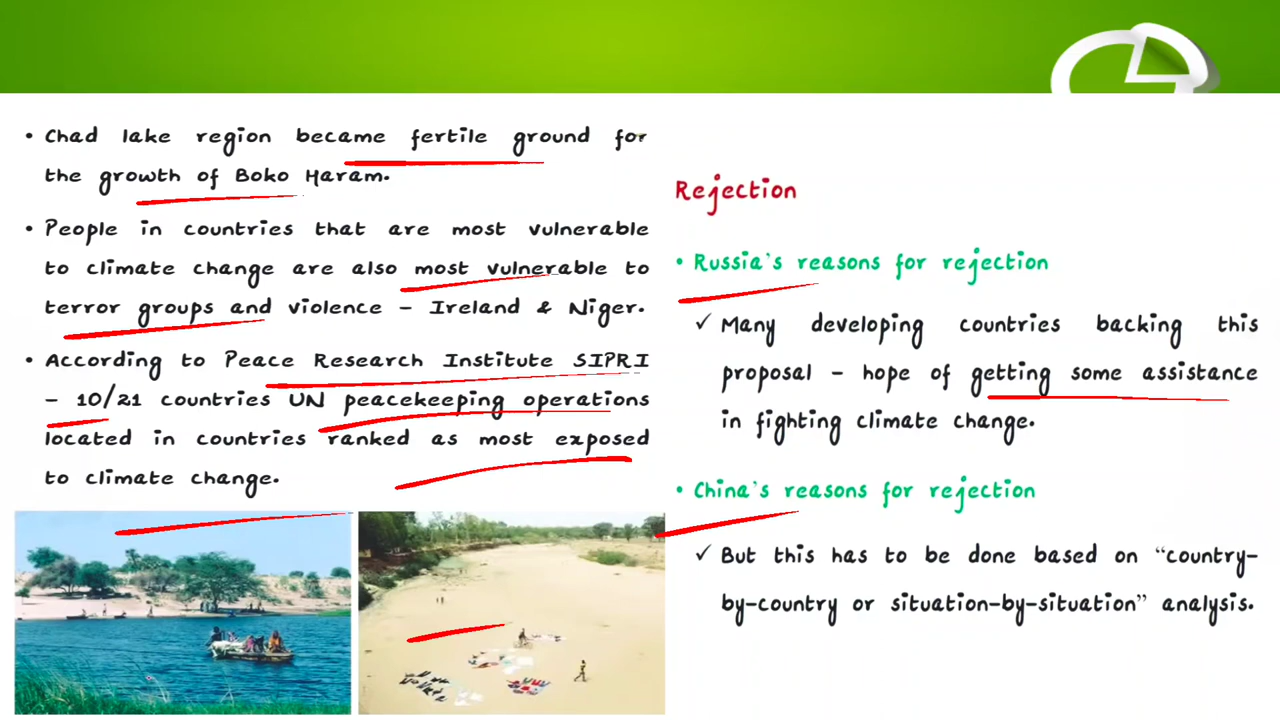 • Chad lake region became fertile ground for
the growth of Boko Haram.
• People in countries that are most vulnerable
to climate change are also most vulnerable to
terror groups and violence – Ireland & Niger.
• According to Peace Research Institute SIPRI
– 10/21 countries UN peacekeeping operations
located in countries ranked as most exposed
to climate change.
Rejection
• Russia's reasons for rejection
✓ Many developing countries backing this
proposal – hope of getting some assistance
in fighting climate change.
• China's reasons for rejection
✓ But this has to be done based on “country-
by-country or situation-by-situation” analysis.